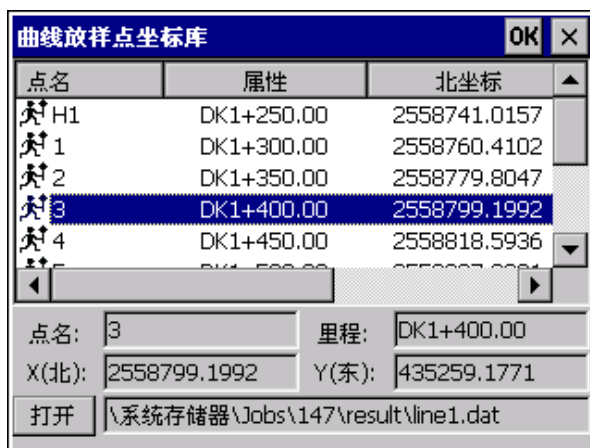 曲线放样点坐标库 OK ×
点名 属性 北坐标
H1 DK1+250.00 2558741.0157
1 DK1+300.00 2558760.4102
2 DK1+350.00 2558779.8047
3 DK1+400.00 2558799.1992
4 DK1+450.00 2558818.5936
点名: 3 里程: DK1+400.00
X(北): 2558799.1992 Y(东): 435259.1771
打开 \系统存储器\Jobs\147\result\line1.dat